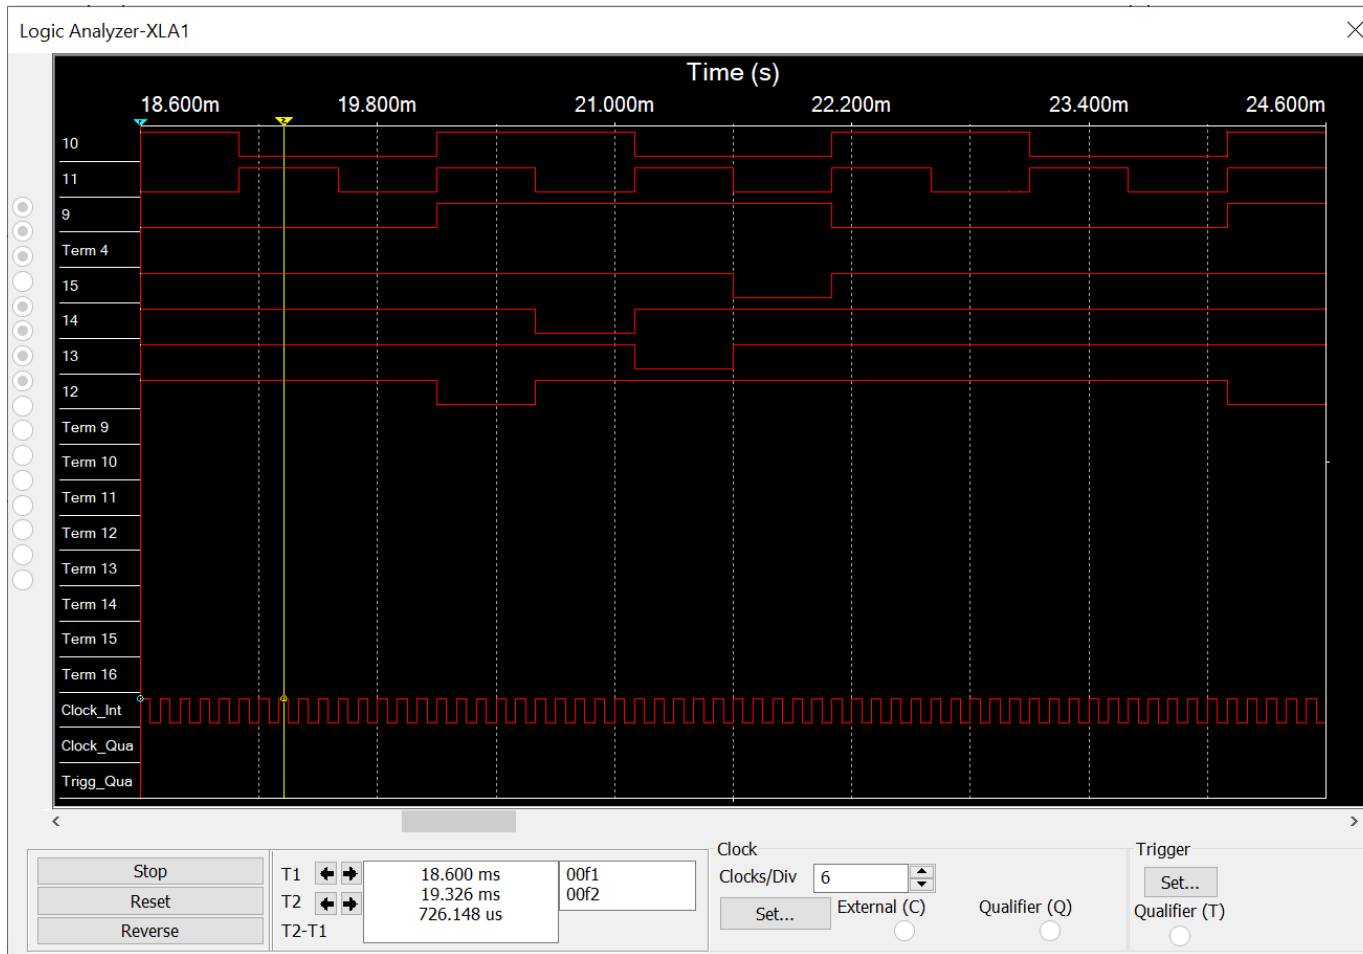 Logic Analyzer-XLA1
Time (s)
18.600m 19.800m 21.000m 22.200m 23.400m 24.600m
10
11
9
Term 4
15
14
13
12
Term 9
Term 10
Term 11
Term 12
Term 13
Term 14
Term 15
Term 16
Clock_Int
Clock_Qua
Trigg_Qua
Stop
Reset
Reverse
T1 18.600 ms 00f1
T2 19.326 ms 00f2
T2-T1 726.148 us
Clock
Clocks/Div 6
Set... External (C) Qualifier (Q)
Trigger
Set...
Qualifier (T)